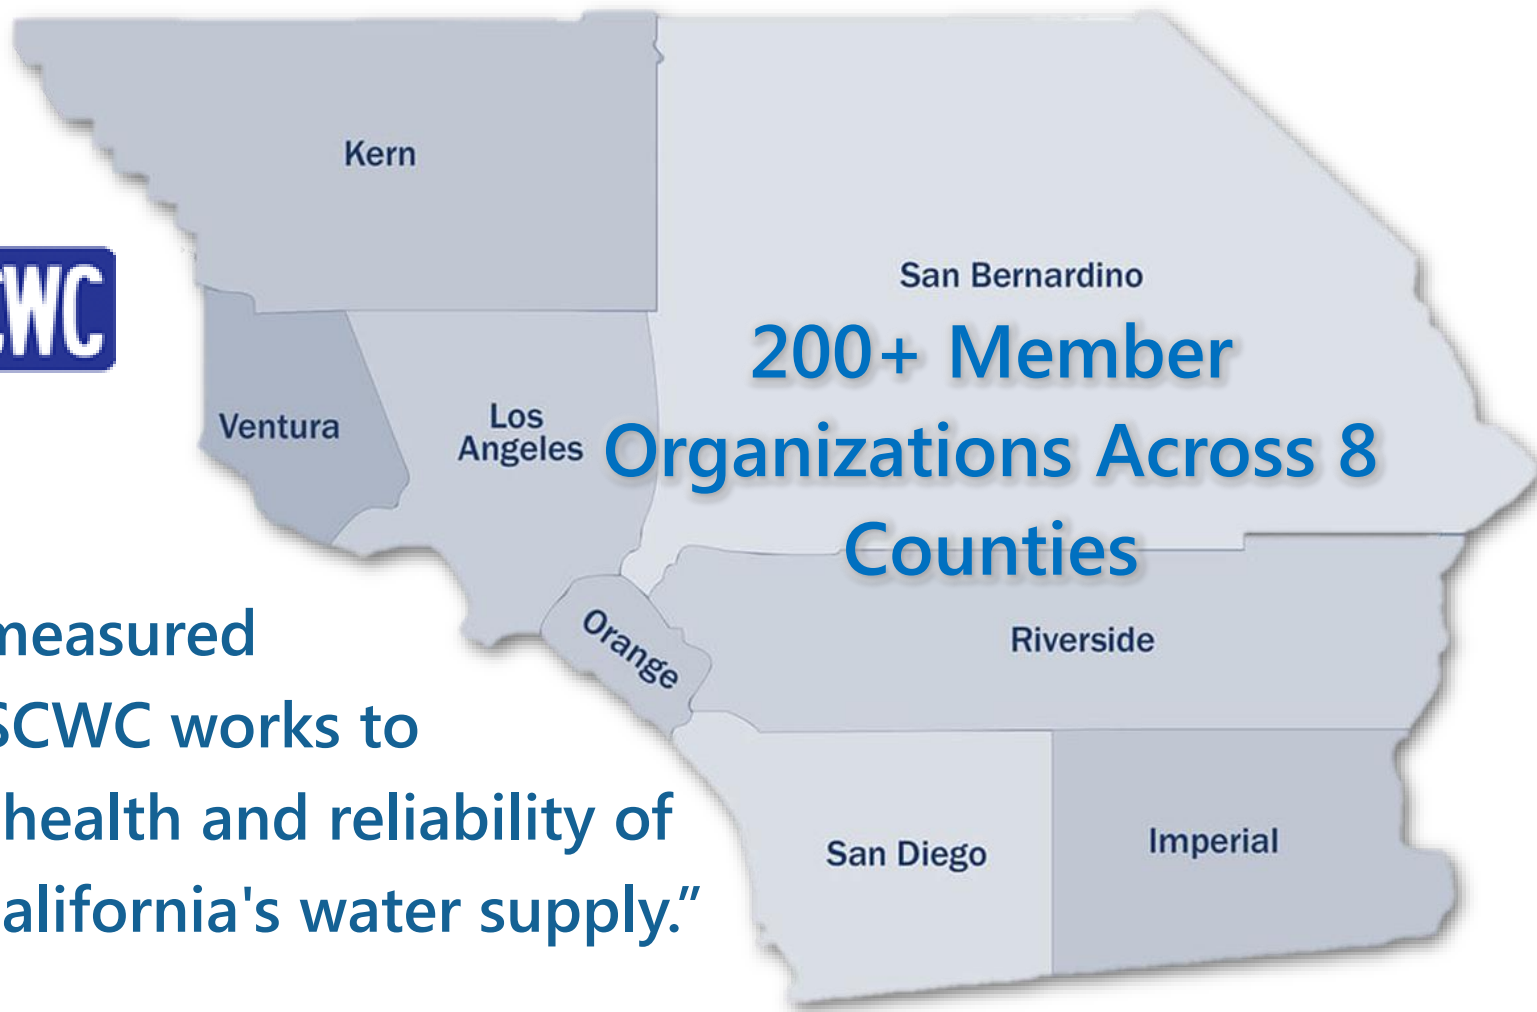 Kern
San Bernardino
WC
200+ Member
Organizations Across 8
Counties
Ventura
Los
Angeles
Orange
Riverside
measured
SCWC works to
health and reliability of
alifornia's water supply.”
San Diego
Imperial